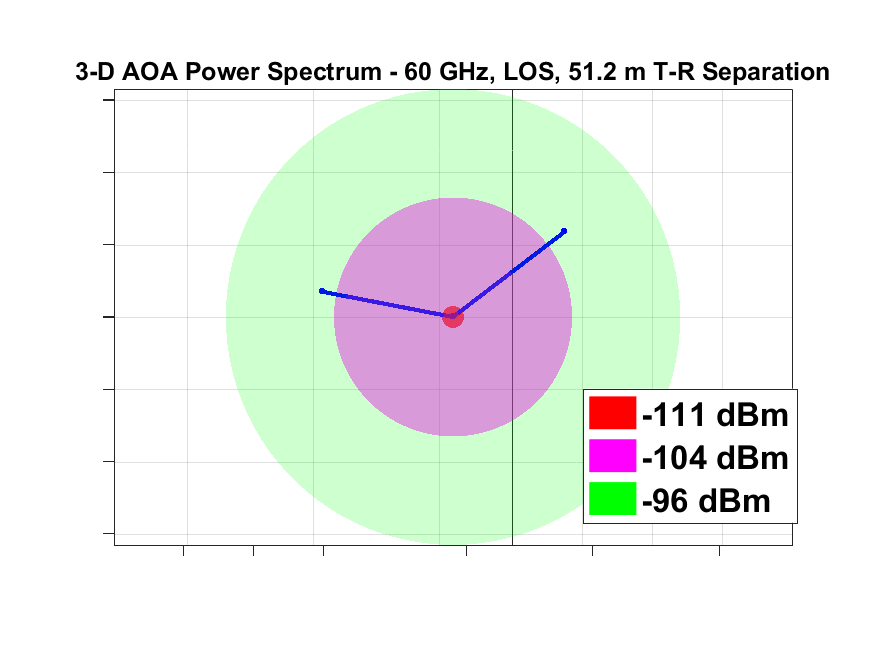 3-D AOA Power Spectrum - 60 GHz, LOS, 51.2 m T-R Separation
-111 dBm
-104 dBm
-96 dBm